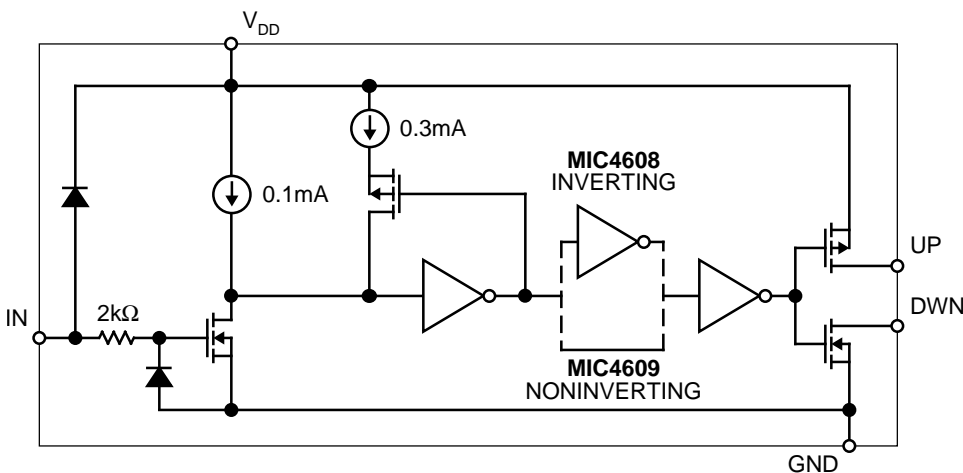 V_DD
0.3mA
MIC4608
INVERTING
0.1mA
UP
DWN
IN
2kΩ
MIC4609
NONINVERTING
GND